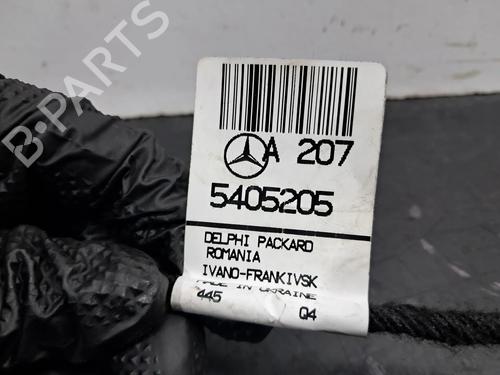 B-PARTS
A 207
5405205
DELPHI PACKARD
ROMANIA
IVANO-FRANKIVSK
MADE IN UKRAINE
445 Q4